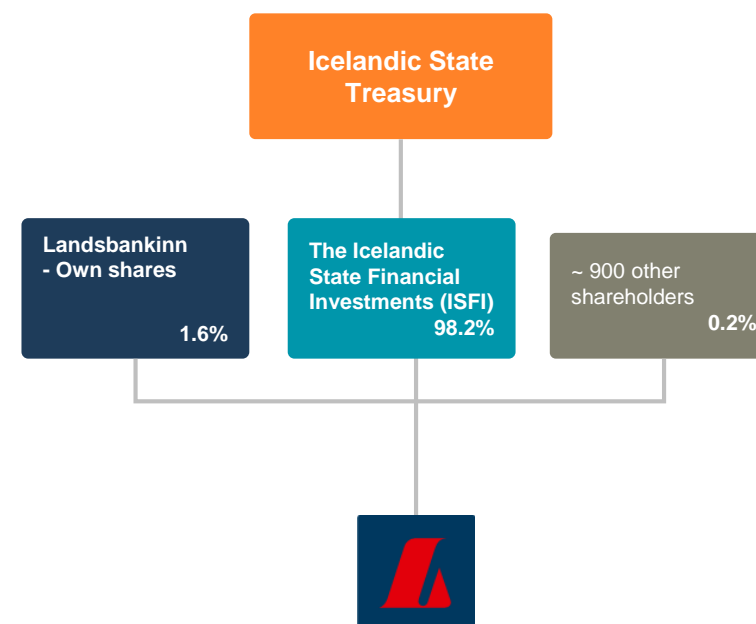 Icelandic State
Treasury
Landsbankinn
- Own shares
1.6%
The Icelandic
State Financial
Investments (ISFI)
98.2%
~ 900 other
shareholders
0.2%